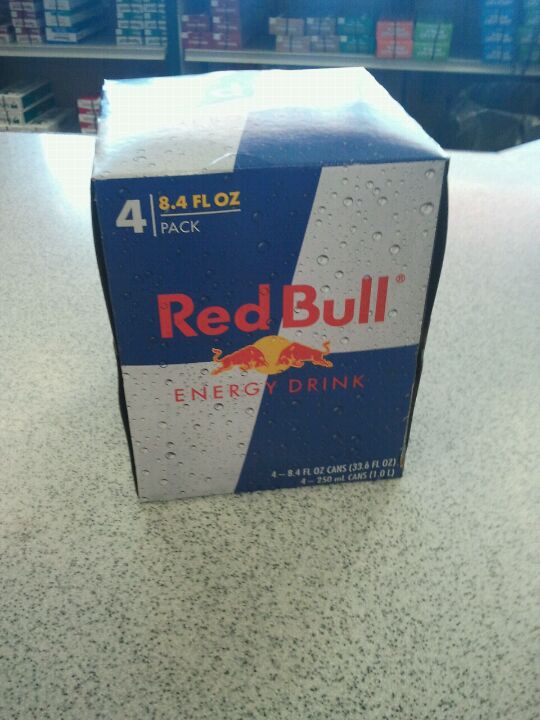 4 8.4 FL OZ
PACK
Red Bull®
ENERGY DRINK
4 – 8.4 FL OZ CANS (33.6 FL OZ)
4 – 250 mL CANS (1.0 L)